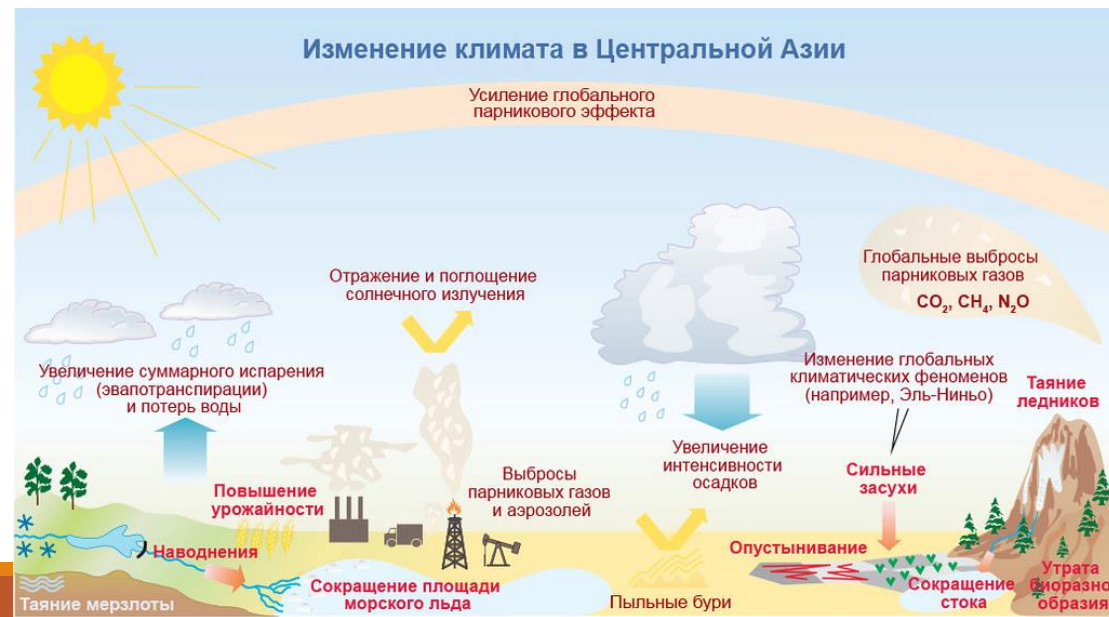 Изменение климата в Центральной Азии
Усиление глобального
парникового эффекта
Отражение и поглощение
солнечного излучения
Глобальные выбросы
парниковых газов
CO₂, CH₄, N₂O
Увеличение суммарного испарения
(эвапотранспирации)
и потерь воды
Изменение глобальных
климатических феноменов
(например, Эль-Ниньо)
Таяние
ледников
Увеличение
интенсивности
осадков
Сильные
засухи
Повышение
урожайности
Выбросы
парниковых газов
и аэрозолей
Наводнения
Опустынивание
Сокращение площади
морского льда
Сокращение
стока
Утрата
биоразно
образия
Таяние мерзлоты
Пыльные бури